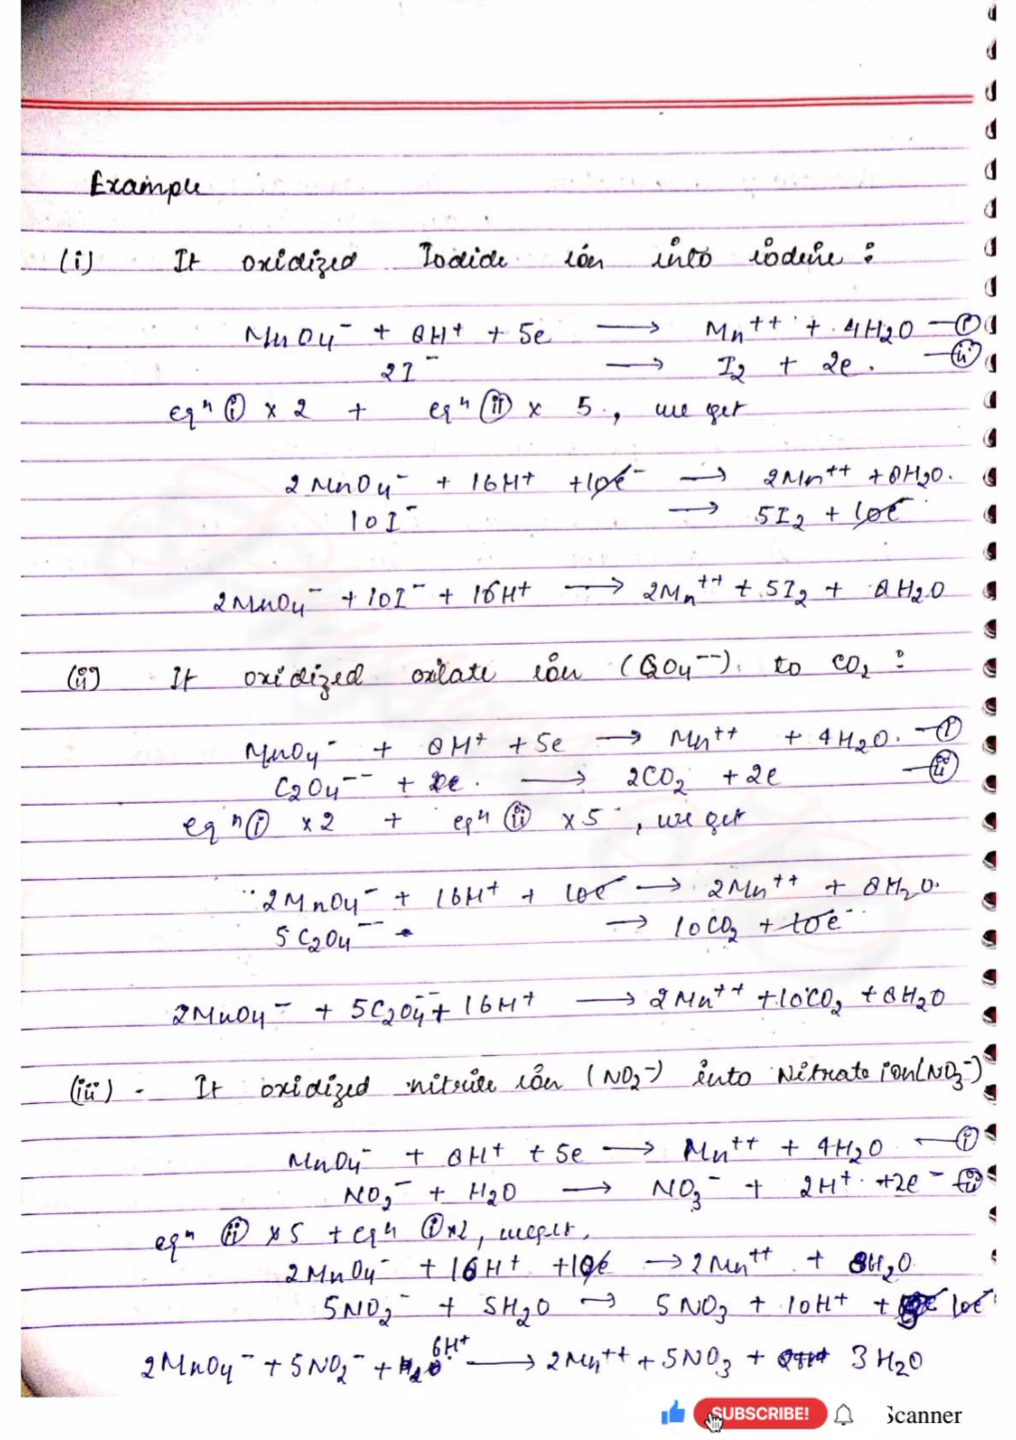 Example
(i) It oxidized Iodide ion into iodine :
MnO4⁻ + 8H⁺ + 5e ⟶ Mn⁺⁺ + 4H2O —(i)
2I⁻ ⟶ I2 + 2e. —(ii)
eqⁿ (i) × 2 + eqⁿ (ii) × 5, we get
2MnO4⁻ + 16H⁺ + 10e⁻ ⟶ 2Mn⁺⁺ + 8H2O.
10I⁻ ⟶ 5I2 + 10e⁻
2MnO4⁻ + 10I⁻ + 16H⁺ ⟶ 2Mn⁺⁺ + 5I2 + 8H2O
(ii) It oxidized oxilate ion (C2O4⁻⁻) to CO2 :
MnO4⁻ + 8H⁺ + 5e ⟶ Mn⁺⁺ + 4H2O. —(i)
C2O4⁻⁻ + 2e. ⟶ 2CO2 + 2e —(ii)
eqⁿ (i) ×2 + eqⁿ (ii) ×5, we get
2MnO4⁻ + 16H⁺ + 10e⁻ ⟶ 2Mn⁺⁺ + 8H2O.
5C2O4⁻⁻ ⟶ 10CO2 + 10e⁻
2MnO4⁻ + 5C2O4⁻⁻ + 16H⁺ ⟶ 2Mn⁺⁺ + 10CO2 + 8H2O
(iii) - It oxidized nitrite ion (NO2⁻) into Nitrate ion(NO3⁻)
MnO4⁻ + 8H⁺ + 5e ⟶ Mn⁺⁺ + 4H2O —(i)
NO2⁻ + H2O ⟶ NO3⁻ + 2H⁺ + 2e⁻ —(ii)
eqⁿ (ii) ×5 + eqⁿ (i)×2, we get,
2MnO4⁻ + 16H⁺ + 10e ⟶ 2Mn⁺⁺ + 8H2O
5NO2⁻ + 5H2O ⟶ 5NO3 + 10H⁺ + 10e
2MnO4⁻ + 5NO2⁻ + 6H⁺ ⟶ 2Mn⁺⁺ + 5NO3 + 3H2O
SUBSCRIBE! Scanner